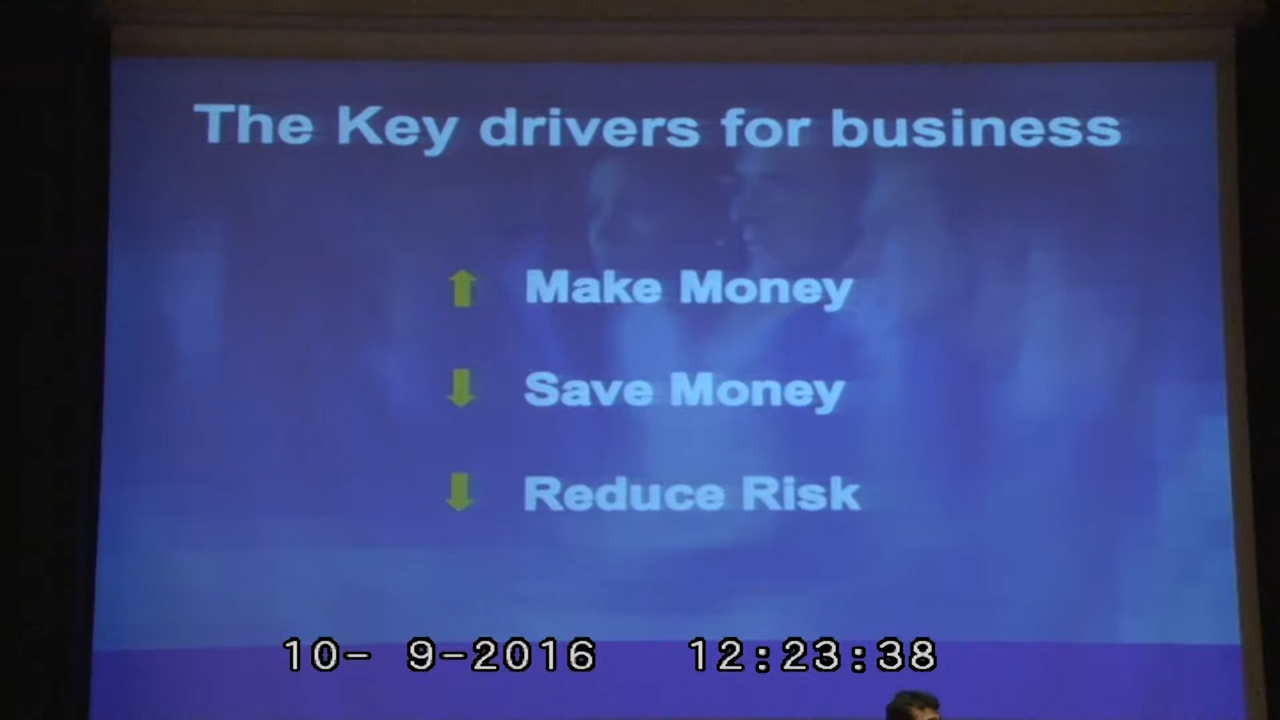 The Key drivers for business
Make Money
Save Money
Reduce Risk
10- 9-2016 12:23:38